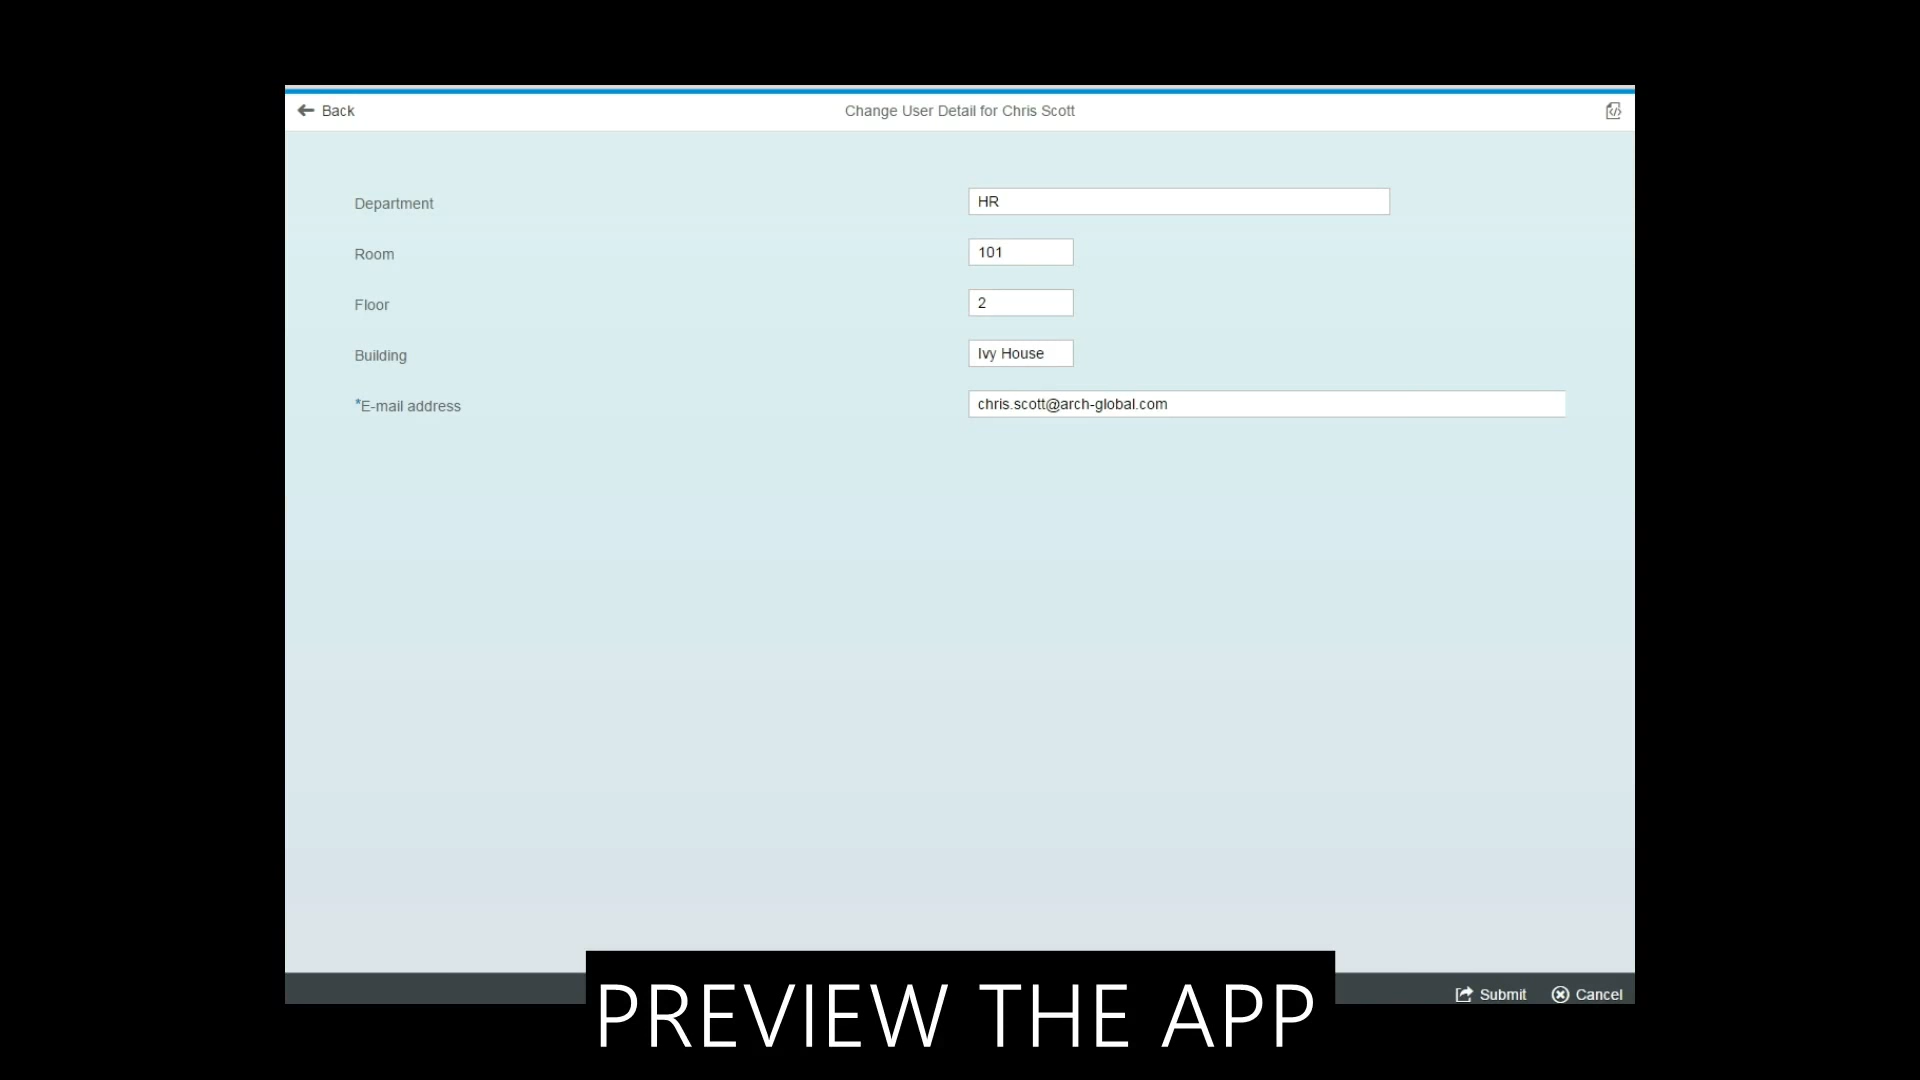 Back
Change User Detail for Chris Scott
Department HR
Room 101
Floor 2
Building Ivy House
*E-mail address chris.scott@arch-global.com
Submit Cancel
PREVIEW THE APP